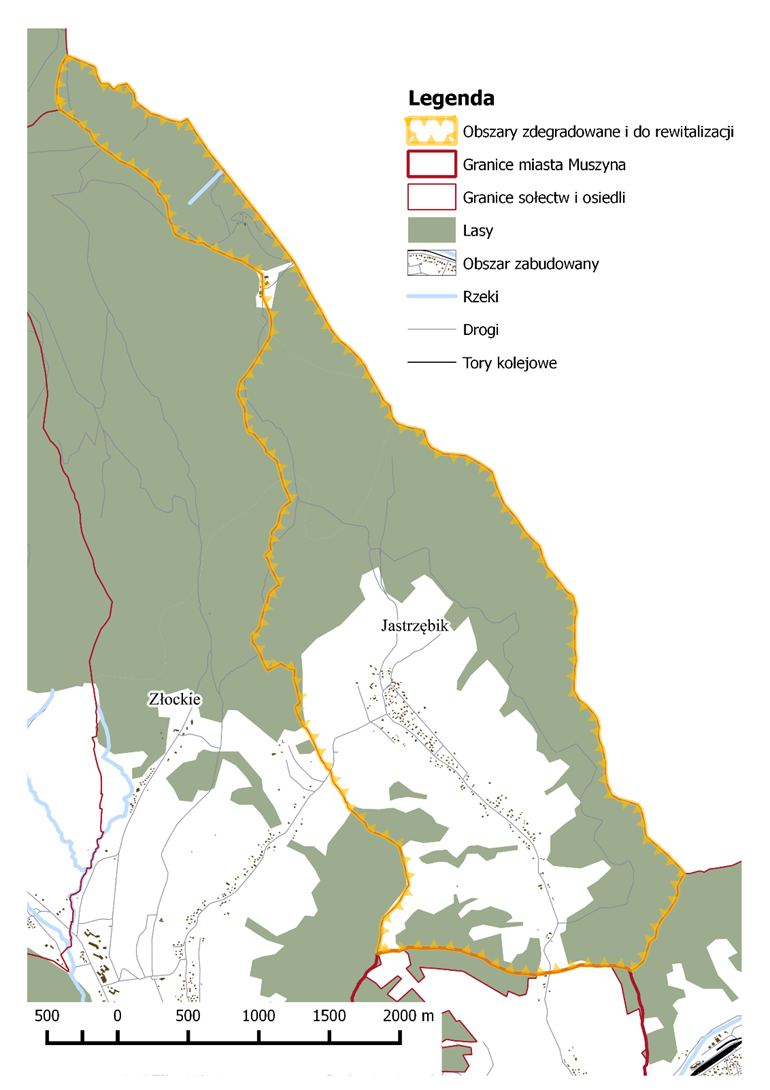 Legenda
Obszary zdegradowane i do rewitalizacji
Granice miasta Muszyna
Granice sołectw i osiedli
Lasy
Obszar zabudowany
Rzeki
Drogi
Tory kolejowe
Jastrzębik
Złockie
500 0 500 1000 1500 2000 m